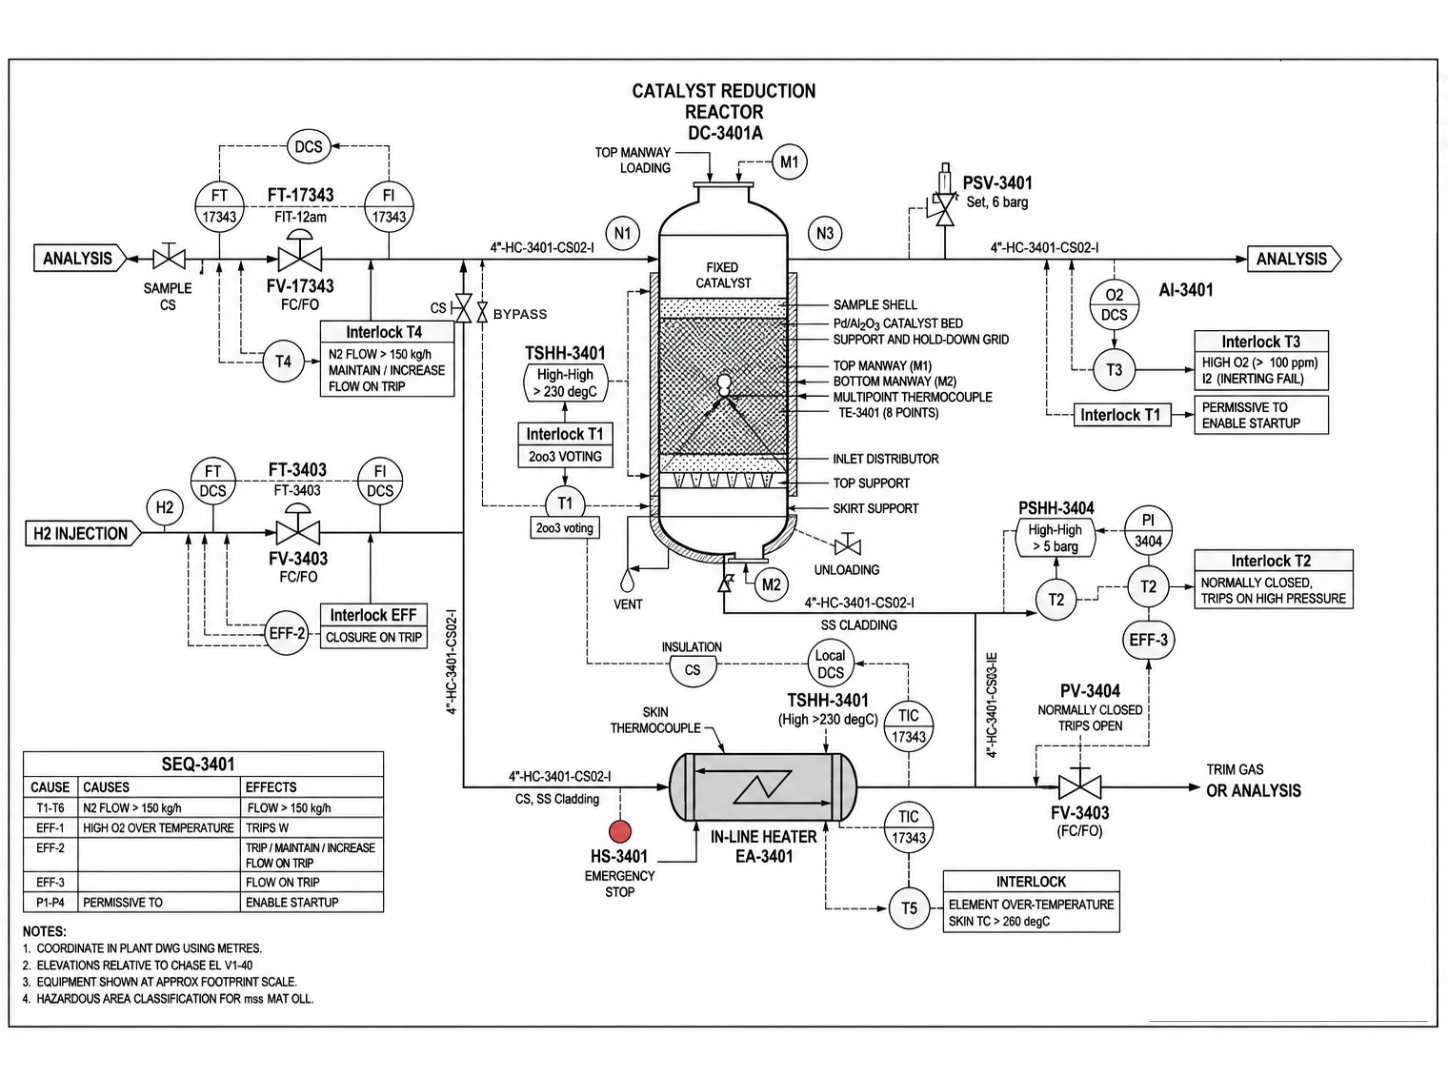 CATALYST REDUCTION
REACTOR
DC-3401A
TOP MANWAY
LOADING
M1
DCS
FT
17343
FT-17343
FIT-12am
FI
17343
N1
N3
PSV-3401
Set, 6 barg
ANALYSIS
SAMPLE
CS
FV-17343
FC/FO
4"-HC-3401-CS02-I
4"-HC-3401-CS02-I
ANALYSIS
FIXED
CATALYST
O2
DCS
AI-3401
CS
BYPASS
SAMPLE SHELL
Pd/Al₂O₃ CATALYST BED
SUPPORT AND HOLD-DOWN GRID
TOP MANWAY (M1)
BOTTOM MANWAY (M2)
MULTIPOINT THERMOCOUPLE
TE-3401 (8 POINTS)
INLET DISTRIBUTOR
TOP SUPPORT
SKIRT SUPPORT
T4
Interlock T4
N2 FLOW > 150 kg/h
MAINTAIN / INCREASE
FLOW ON TRIP
TSHH-3401
High-High
> 230 degC
Interlock T1
2oo3 VOTING
T1
2oo3 voting
T3
Interlock T3
HIGH O2 (> 100 ppm)
I2 (INERTING FAIL)
Interlock T1
PERMISSIVE TO
ENABLE STARTUP
H2
FT
DCS
FT-3403
FT-3403
FI
DCS
H2 INJECTION
FV-3403
FC/FO
EFF-2
Interlock EFF
CLOSURE ON TRIP
VENT
M2
UNLOADING
4"-HC-3401-CS02-I
SS CLADDING
PSHH-3404
High-High
> 5 barg
PI
3404
T2
T2
Interlock T2
NORMALLY CLOSED,
TRIPS ON HIGH PRESSURE
EFF-3
4"-HC-3401-CS02-I
INSULATION
CS
Local
DCS
SKIN
THERMOCOUPLE
TSHH-3401
(High >230 degC)
TIC
17343
4"-HC-3401-CS03-IE
PV-3404
NORMALLY CLOSED
TRIPS OPEN
4"-HC-3401-CS02-I
CS, SS Cladding
HS-3401
EMERGENCY
STOP
IN-LINE HEATER
EA-3401
TIC
17343
FV-3403
(FC/FO)
TRIM GAS
OR ANALYSIS
T5
INTERLOCK
ELEMENT OVER-TEMPERATURE
SKIN TC > 260 degC
SEQ-3401
CAUSE CAUSES EFFECTS
T1-T6 N2 FLOW > 150 kg/h FLOW > 150 kg/h
EFF-1 HIGH O2 OVER TEMPERATURE TRIPS W
EFF-2 TRIP / MAINTAIN / INCREASE
FLOW ON TRIP
EFF-3 FLOW ON TRIP
P1-P4 PERMISSIVE TO ENABLE STARTUP
NOTES:
1. COORDINATE IN PLANT DWG USING METRES.
2. ELEVATIONS RELATIVE TO CHASE EL V1-40
3. EQUIPMENT SHOWN AT APPROX FOOTPRINT SCALE.
4. HAZARDOUS AREA CLASSIFICATION FOR mss MAT OLL.